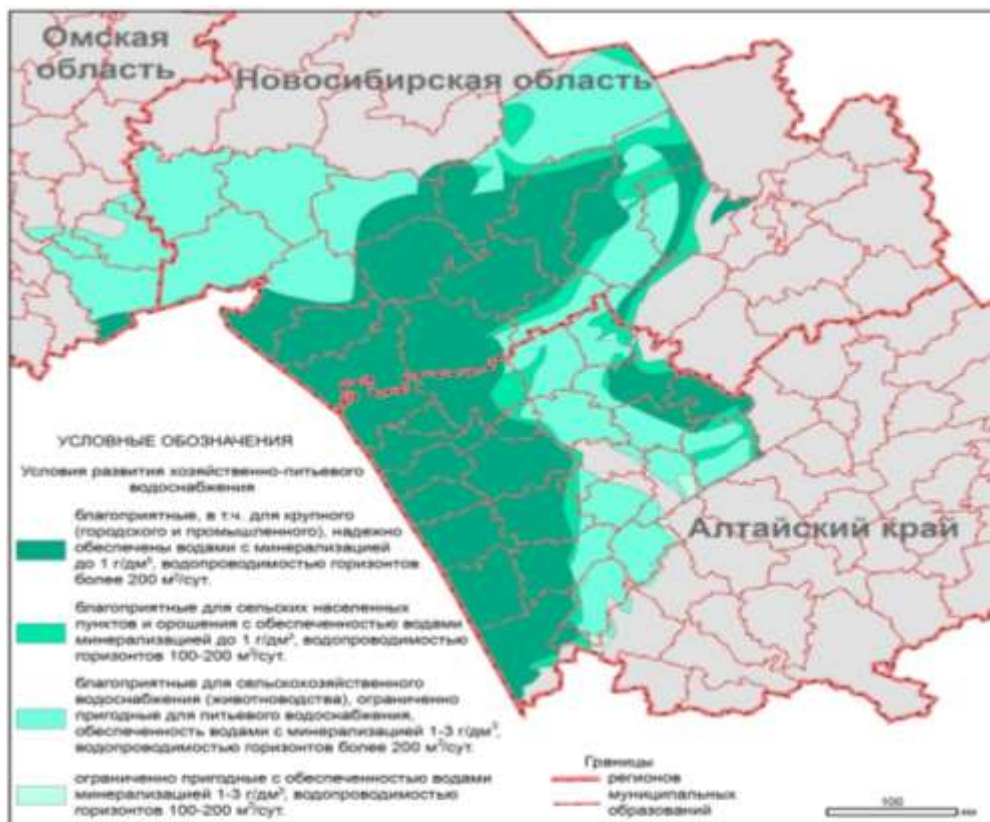 Омская
область
Новосибирская область
Алтайский край
УСЛОВНЫЕ ОБОЗНАЧЕНИЯ
Условия развития хозяйственно-питьевого
водоснабжения
благоприятные, в т.ч. для крупного
(городского и промышленного), надежно
обеспечены водами с минерализацией
до 1 г/дм³, водопроводимостью горизонтов
более 200 м²/сут.
благоприятные для сельских населенных
пунктов и орошения с обеспеченностью водами
минерализацией до 1 г/дм³, водопроводимостью
горизонтов 100-200 м²/сут.
благоприятные для сельскохозяйственного
водоснабжения (животноводства), ограниченно
пригодные для питьевого водоснабжения,
обеспеченность водами с минерализацией 1-3 г/дм³,
водопроводимостью горизонтов более 200 м²/сут.
ограниченно пригодные с обеспеченностью водами
минерализацией 1-3 г/дм³, водопроводимостью
горизонтов 100-200 м²/сут.
Границы
регионов
муниципальных
образований
100
км